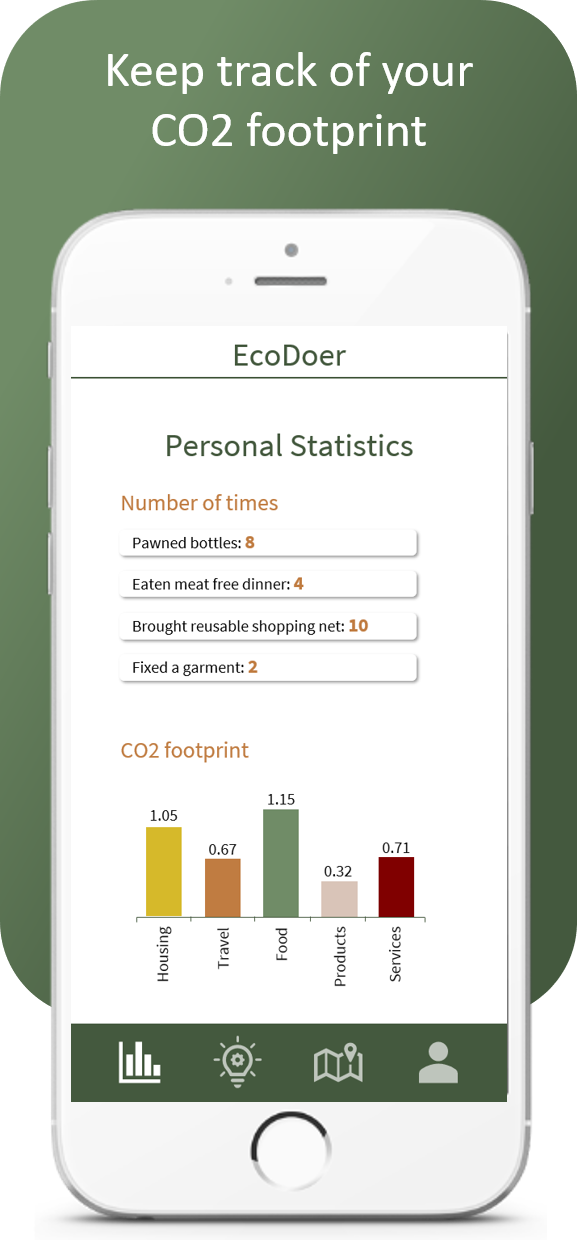 Keep track of your
CO2 footprint
EcoDoer
Personal Statistics
Number of times
Pawned bottles: 8
Eaten meat free dinner: 4
Brought reusable shopping net: 10
Fixed a garment: 2
CO2 footprint
1.05
0.67
1.15
0.32
0.71
Housing
Travel
Food
Products
Services